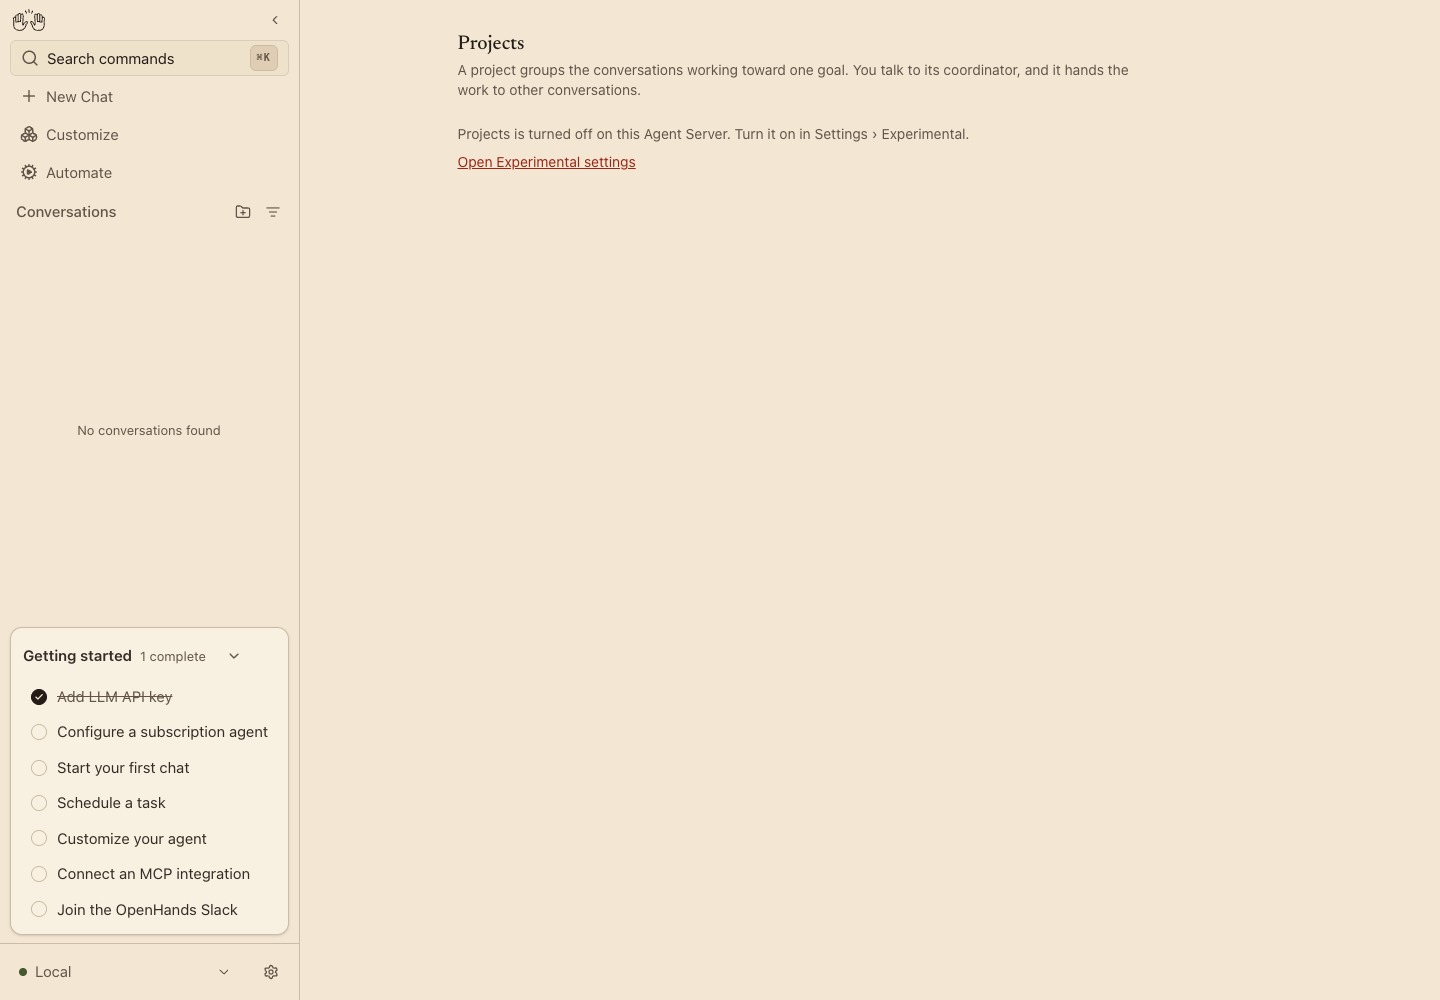 Search commands
⌘K
New Chat
Customize
Automate
Conversations
No conversations found
Getting started 1 complete
Add LLM API key
Configure a subscription agent
Start your first chat
Schedule a task
Customize your agent
Connect an MCP integration
Join the OpenHands Slack
Local
Projects
A project groups the conversations working toward one goal. You talk to its coordinator, and it hands the
work to other conversations.
Projects is turned off on this Agent Server. Turn it on in Settings › Experimental.
Open Experimental settings